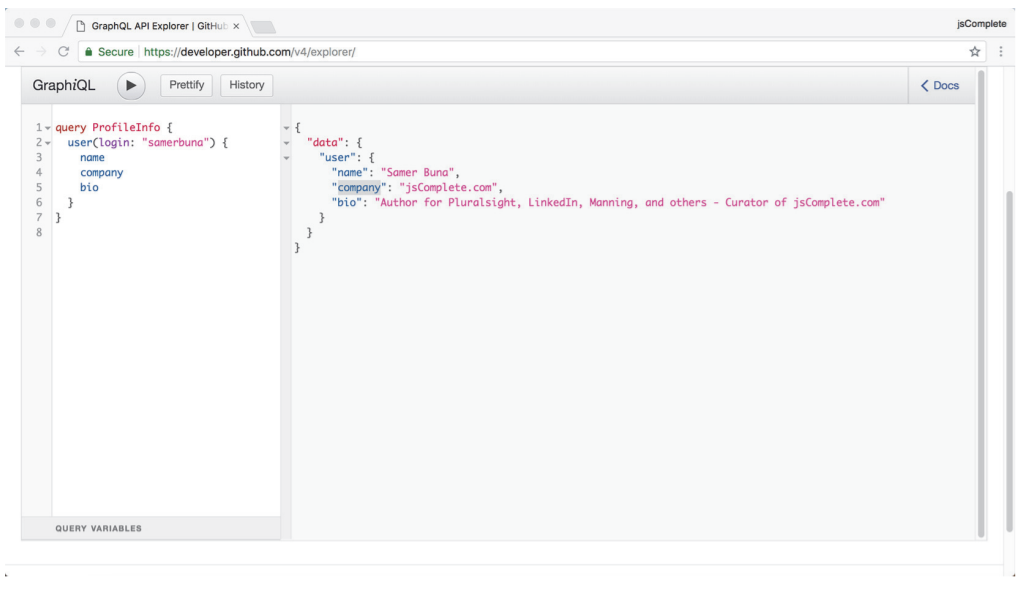 GraphQL API Explorer | GitHub ×
jsComplete
Secure | https://developer.github.com/v4/explorer/
GraphiQL Prettify History Docs
1 query ProfileInfo {
2 user(login: "samerbuna") {
3 name
4 company
5 bio
6 }
7 }
8
{
"data": {
"user": {
"name": "Samer Buna",
"company": "jsComplete.com",
"bio": "Author for Pluralsight, LinkedIn, Manning, and others - Curator of jsComplete.com"
}
}
}
QUERY VARIABLES